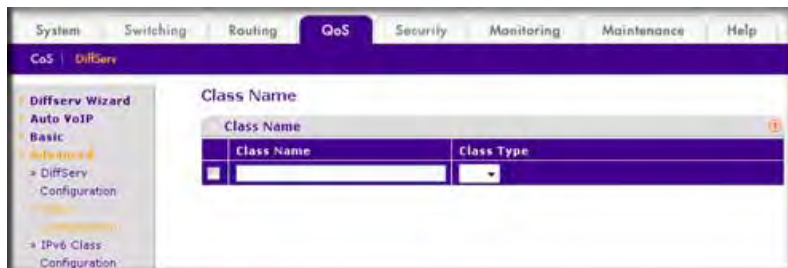 System Switching Routing QoS Security Monitoring Maintenance Help
CoS | DiffServ
Diffserv Wizard
Auto VoIP
Basic
Advanced
» DiffServ
Configuration
» IPv6 Class
Configuration
Class Name
Class Name
Class Name Class Type